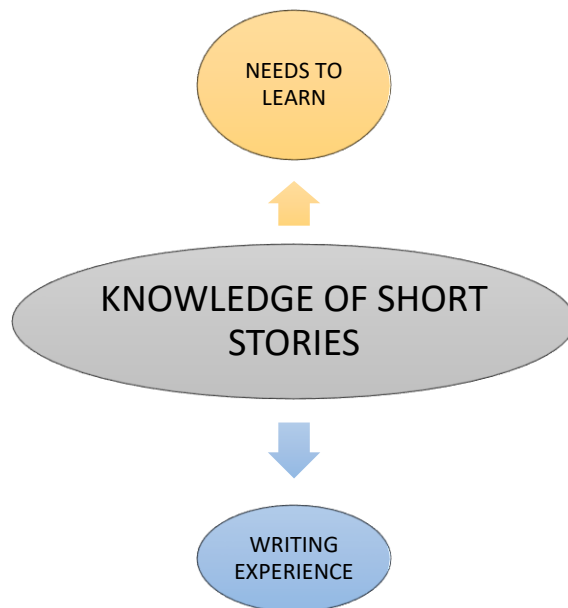 NEEDS TO
LEARN
KNOWLEDGE OF SHORT
STORIES
WRITING
EXPERIENCE